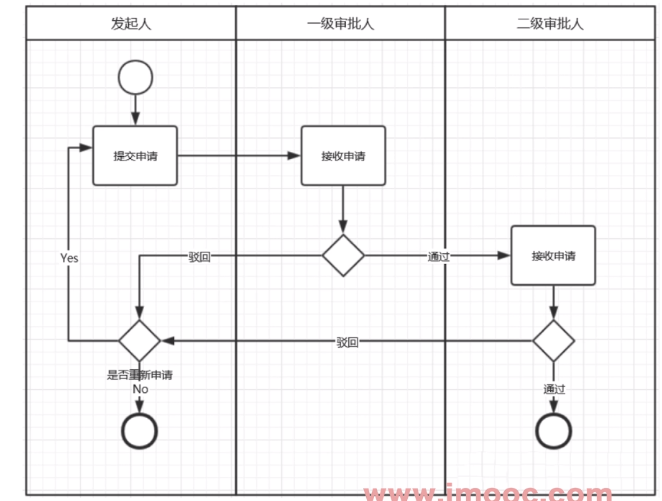 发起人
一级审批人
二级审批人
提交申请
接收申请
Yes
驳回
通过
接收申请
驳回
是否重新申请
No
通过
www.imooc.com